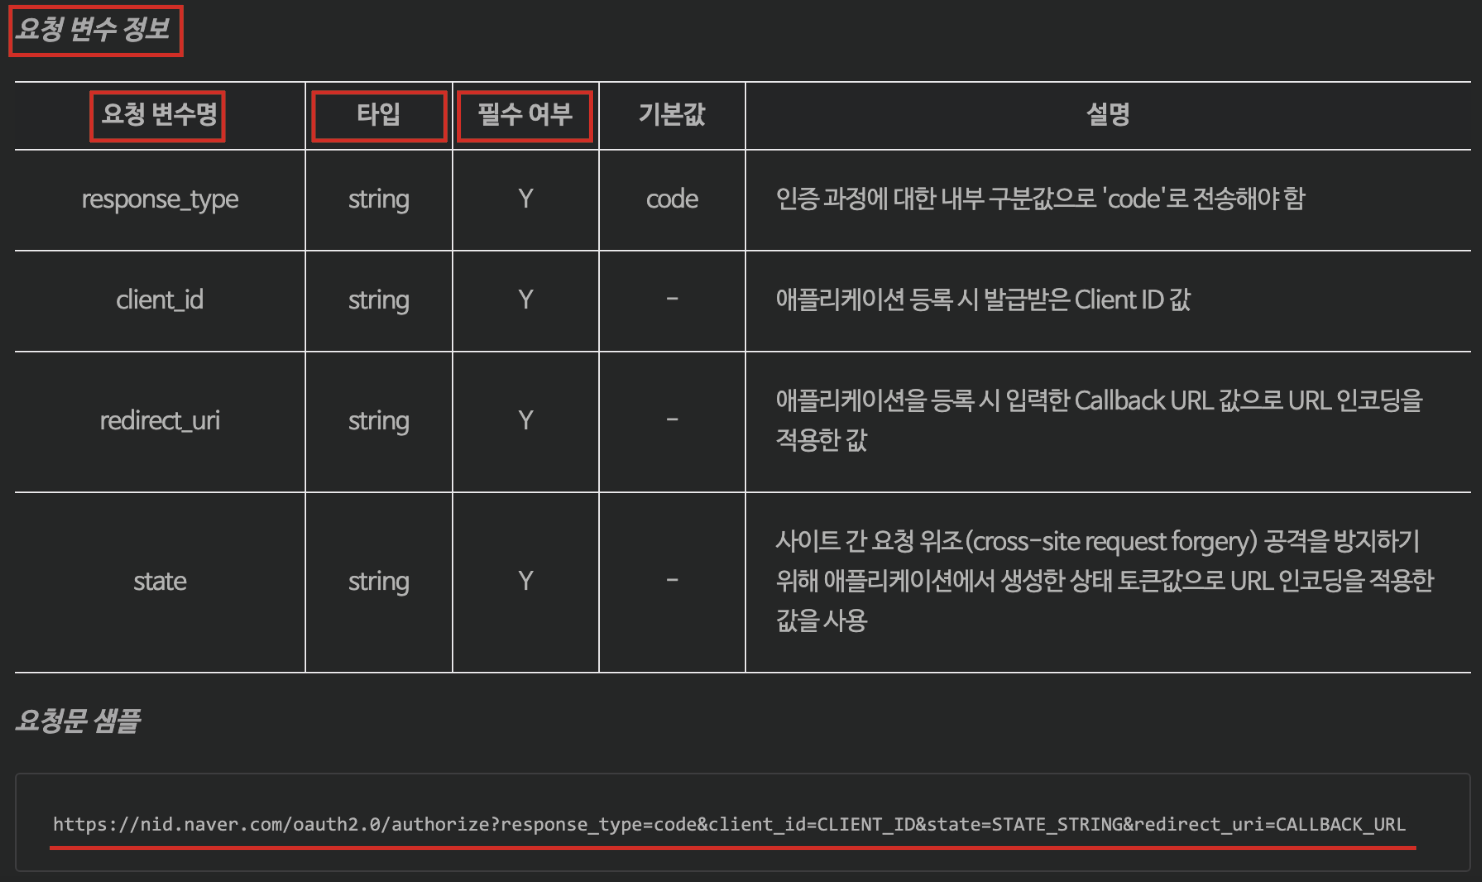 요청 변수 정보
요청 변수명 타입 필수 여부 기본값 설명
response_type string Y code 인증 과정에 대한 내부 구분값으로 'code'로 전송해야 함
client_id string Y - 애플리케이션 등록 시 발급받은 Client ID 값
redirect_uri string Y - 애플리케이션을 등록 시 입력한 Callback URL 값으로 URL 인코딩을
적용한 값
state string Y - 사이트 간 요청 위조(cross-site request forgery) 공격을 방지하기
위해 애플리케이션에서 생성한 상태 토큰값으로 URL 인코딩을 적용한
값을 사용
요청문 샘플
https://nid.naver.com/oauth2.0/authorize?response_type=code&client_id=CLIENT_ID&state=STATE_STRING&redirect_uri=CALLBACK_URL